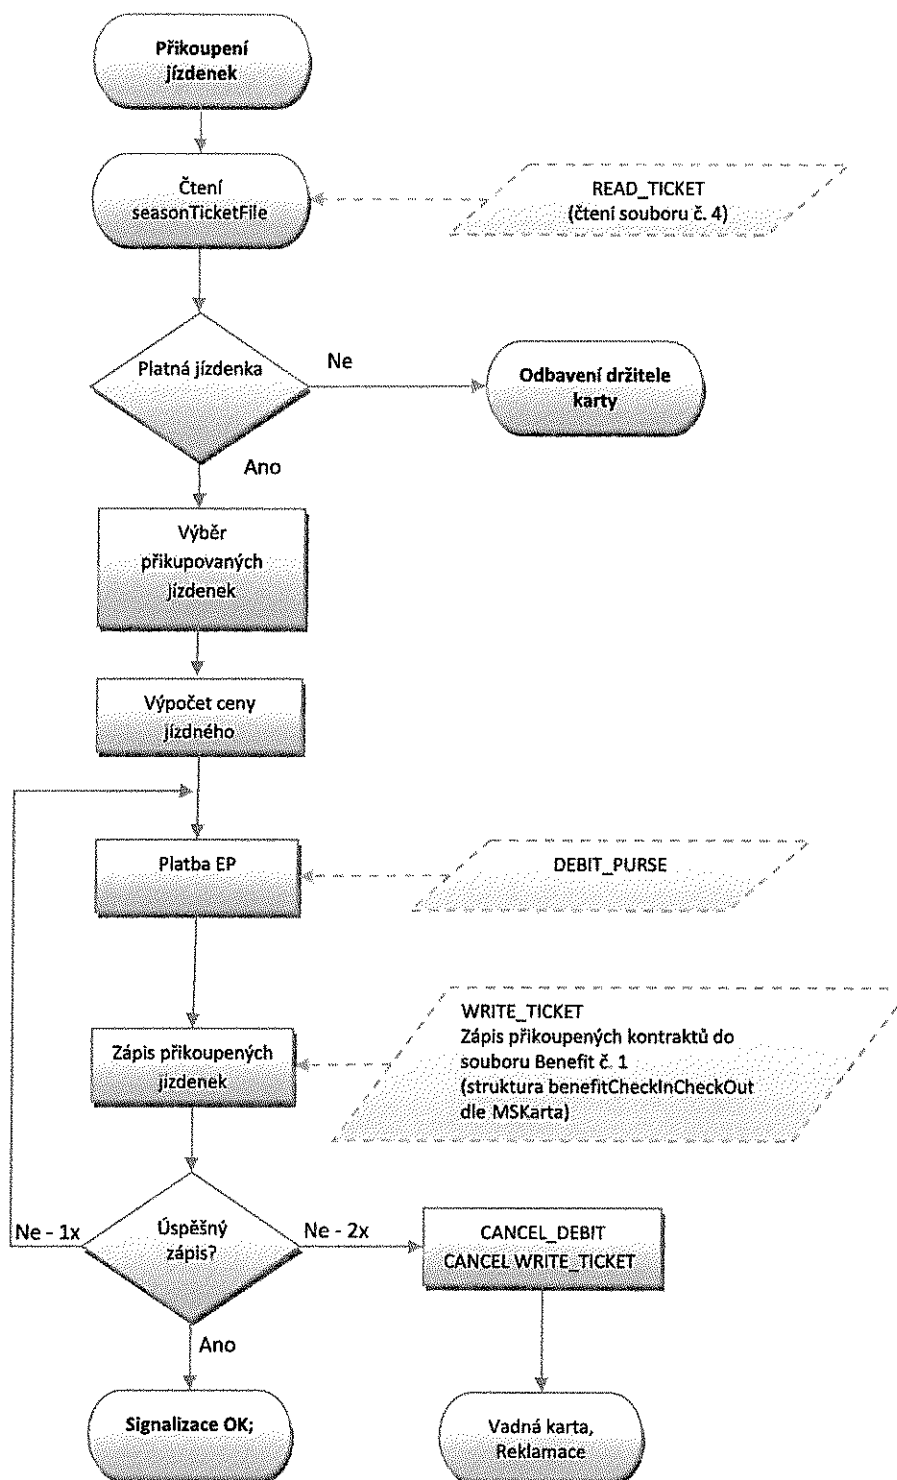 Přikoupení
jízdenek
Čtení
seasonTicketFile
READ_TICKET
(čtení souboru č. 4)
Platná jízdenka
Ne
Odbavení držitele
karty
Ano
Výběr
přikupovaných
jízdenek
Výpočet ceny
jízdného
Platba EP
DEBIT_PURSE
Zápis přikoupených
jízdenek
WRITE_TICKET
Zápis přikoupených kontraktů do
souboru Benefit č. 1
(struktura benefitCheckInCheckOut
dle MSKarta)
Ne - 1x
Úspěšný
zápis?
Ne - 2x
CANCEL_DEBIT
CANCEL WRITE_TICKET
Ano
Signalizace OK;
Vadná karta,
Reklamace